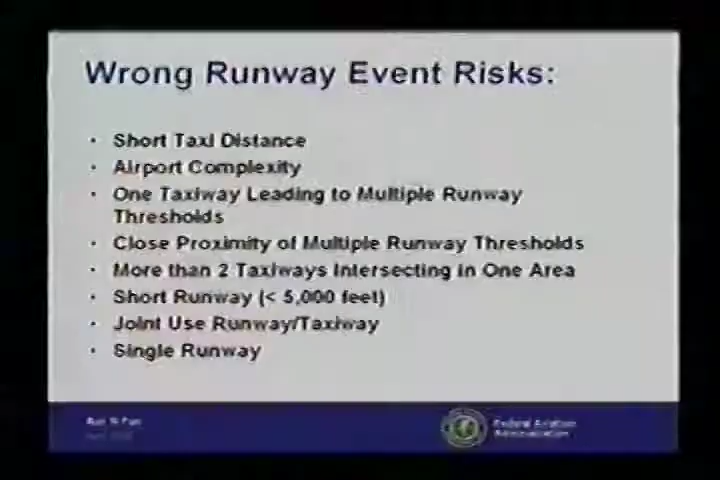 Wrong Runway Event Risks:
· Short Taxi Distance
· Airport Complexity
· One Taxiway Leading to Multiple Runway
Thresholds
· Close Proximity of Multiple Runway Thresholds
· More than 2 Taxiways Intersecting in One Area
· Short Runway (< 5,000 feet)
· Joint Use Runway/Taxiway
· Single Runway
Federal Aviation
Administration